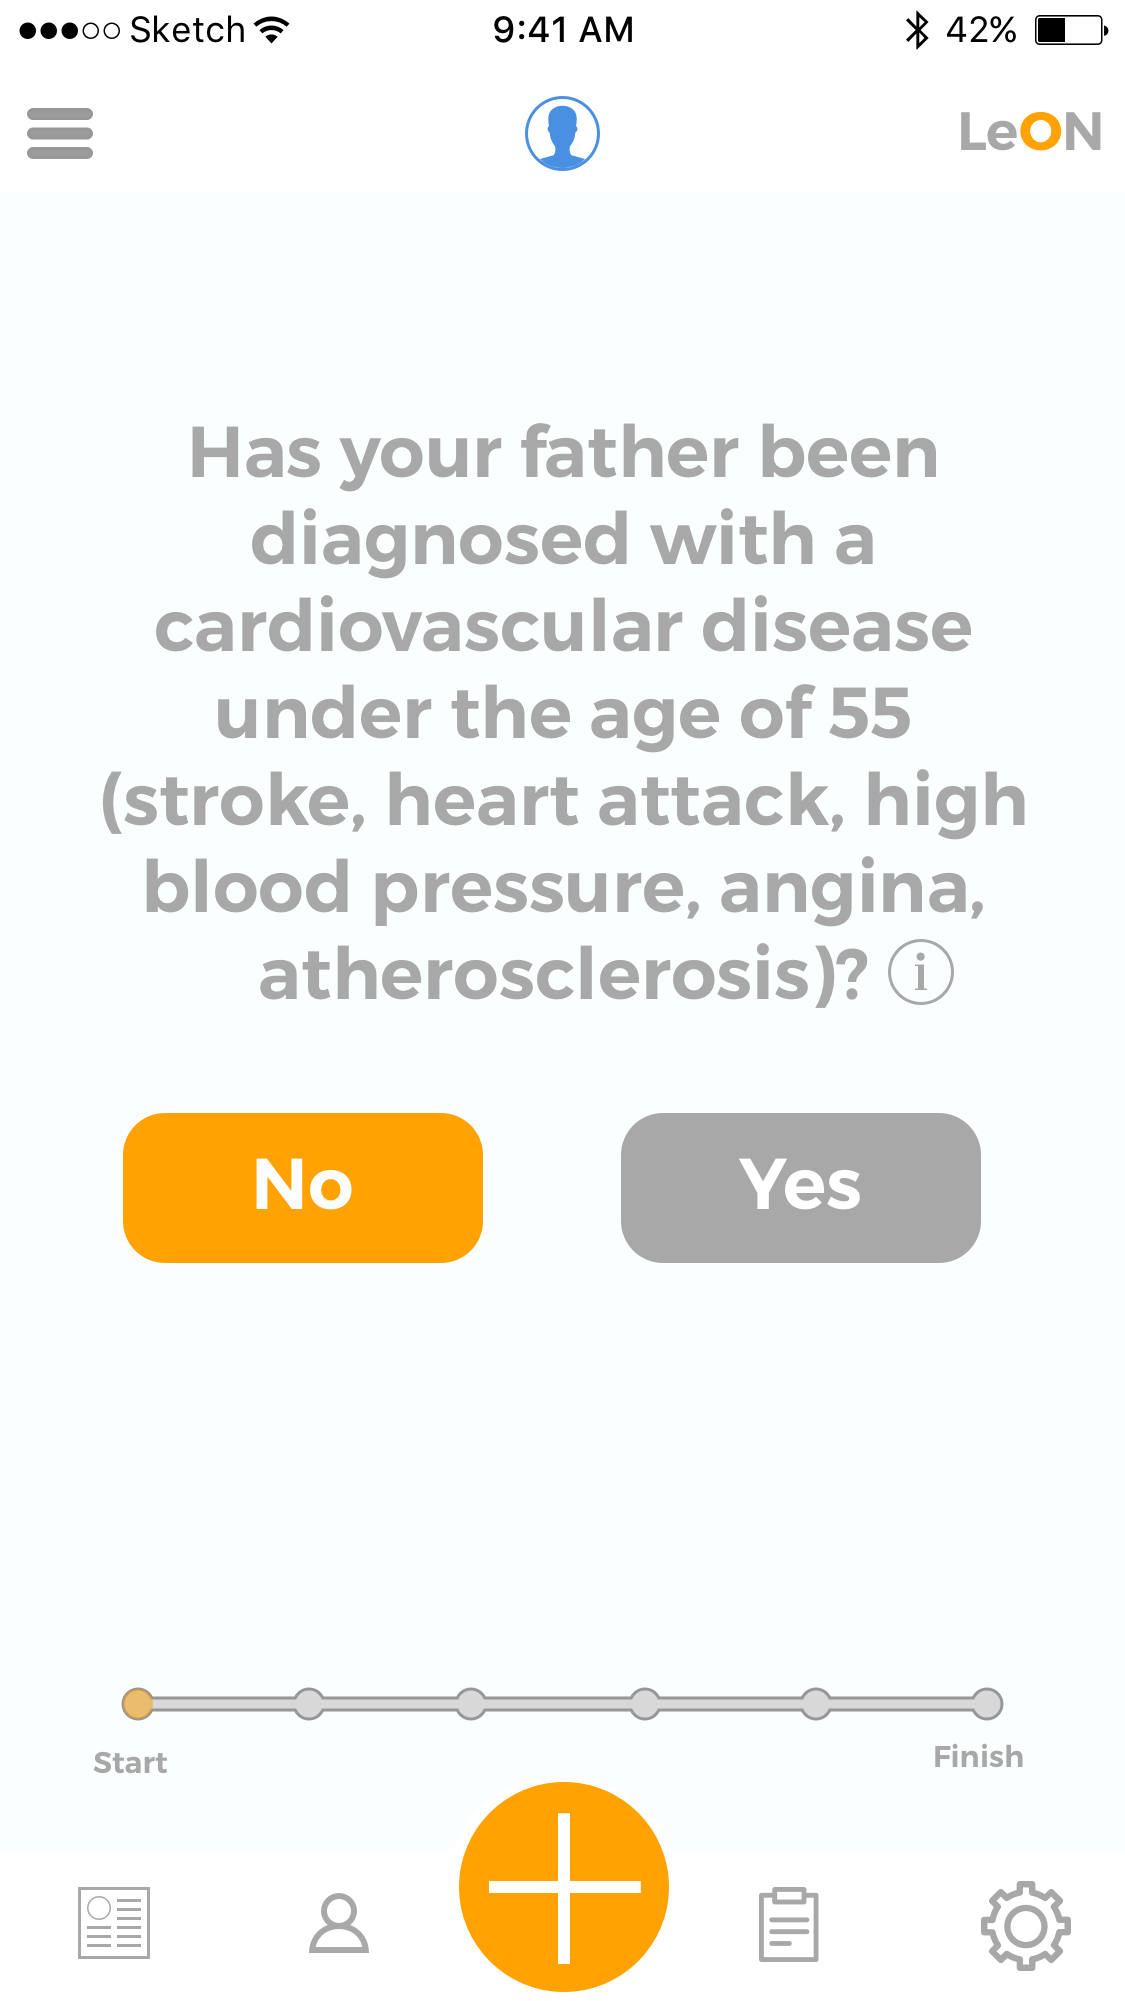 Sketch 9:41 AM 42%
LeON
Has your father been
diagnosed with a
cardiovascular disease
under the age of 55
(stroke, heart attack, high
blood pressure, angina,
atherosclerosis)? i
No Yes
Start Finish